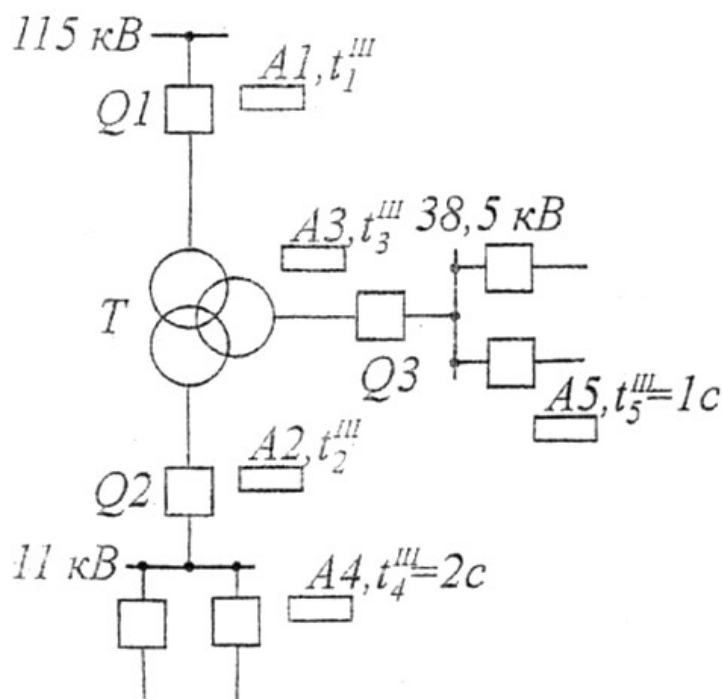 115 кВ
A1, t₁ᴵᴵᴵ
Q1
A3, t₃ᴵᴵᴵ
38,5 кВ
T
Q3
A5, t₅ᴵᴵᴵ=1c
A2, t₂ᴵᴵᴵ
Q2
11 кВ
A4, t₄ᴵᴵᴵ=2c